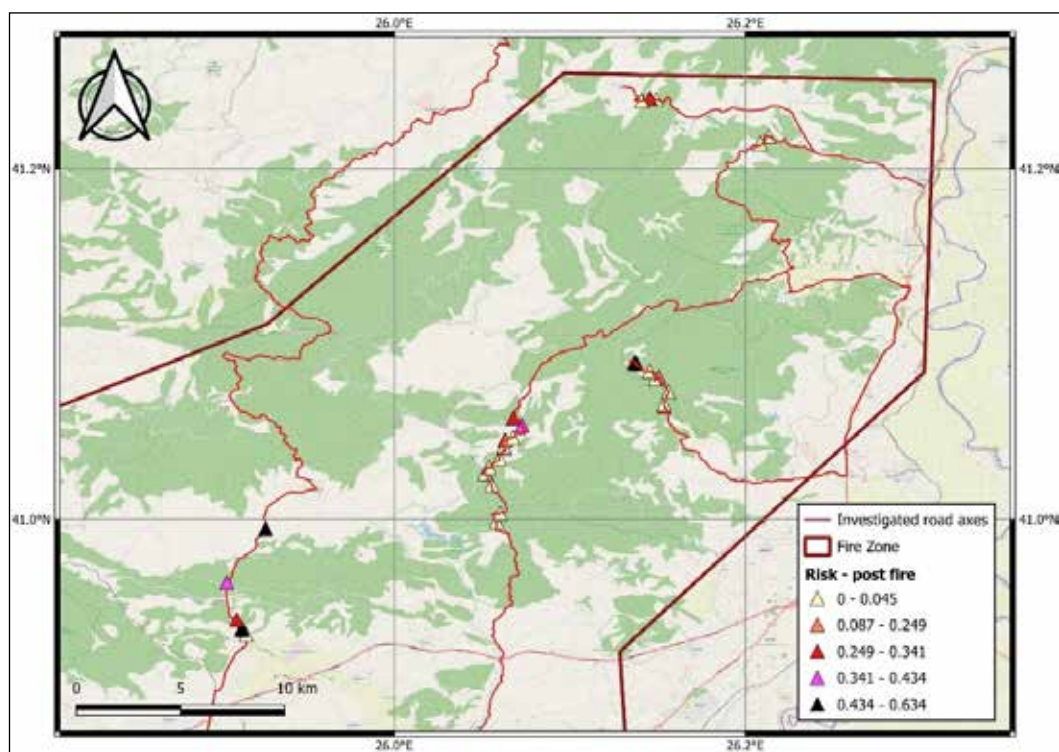 26.0°E 26.2°E
41.2°N 41.2°N
41.0°N 41.0°N
Investigated road axes
Fire Zone
Risk - post fire
0 - 0.045
0.087 - 0.249
0.249 - 0.341
0.341 - 0.434
0.434 - 0.634
0 5 10 km
26.0°E 26.2°E